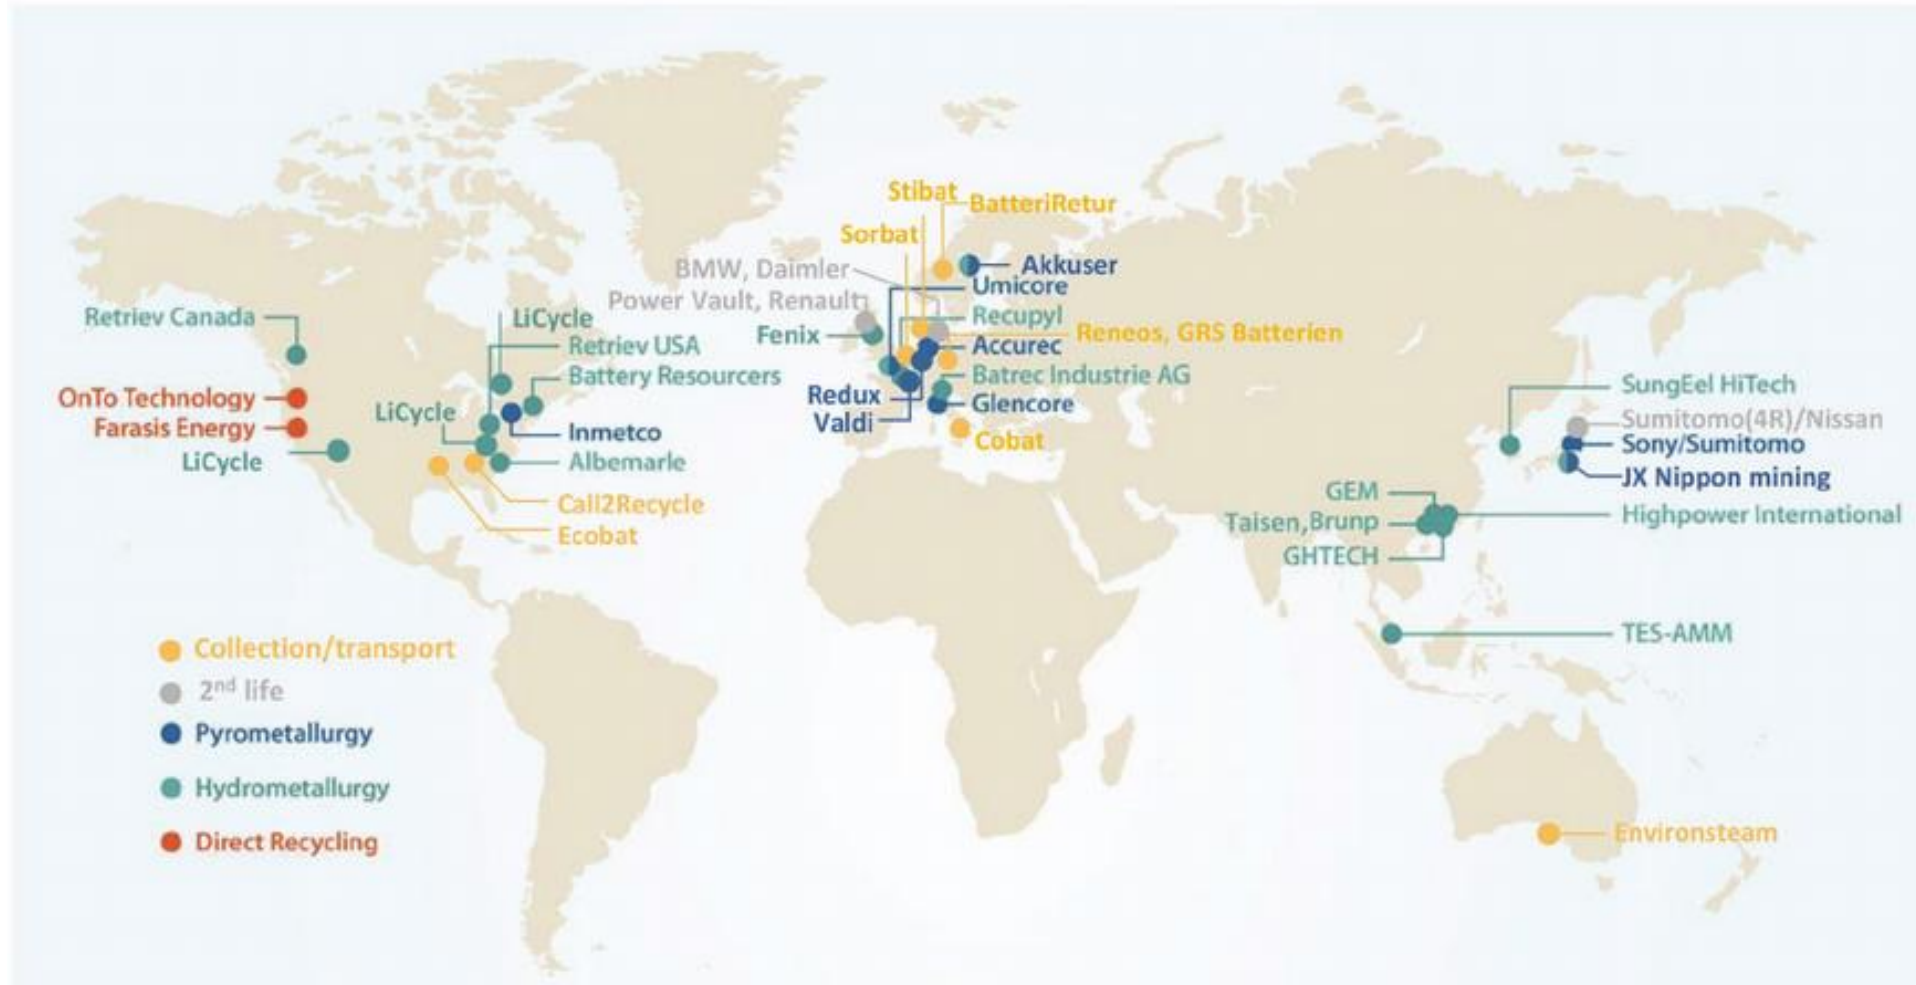 Stibat
BatteriRetur
Sorbat
BMW, Daimler
Akkuser
Umicore
Power Vault, Renault
Recupyl
Fenix
Reneos, GRS Batterien
Accurec
Batrec Industrie AG
Redux
Glencore
Valdi
Cobat
Retriev Canada
LiCycle
Retriev USA
Battery Resourcers
OnTo Technology
LiCycle
Farasis Energy
Inmetco
LiCycle
Albemarle
Call2Recycle
Ecobat
SungEel HiTech
Sumitomo(4R)/Nissan
Sony/Sumitomo
JX Nippon mining
GEM
Highpower International
Taisen,Brunp
GHTECH
TES-AMM
Environsteam
Collection/transport
2nd life
Pyrometallurgy
Hydrometallurgy
Direct Recycling